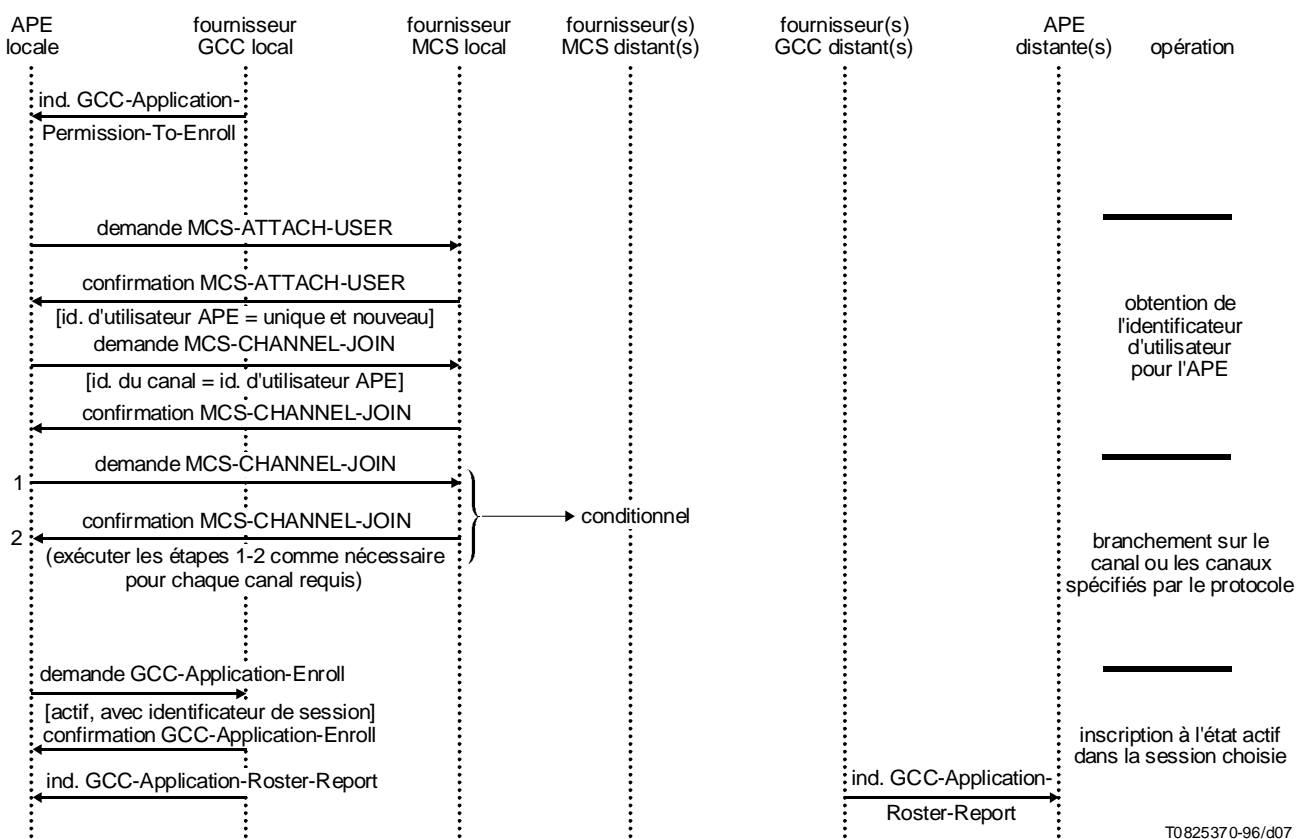 APE
locale
fournisseur
GCC local
fournisseur
MCS local
fournisseur(s)
MCS distant(s)
fournisseur(s)
GCC distant(s)
APE
distante(s)
opération
ind. GCC-Application-
Permission-To-Enroll
demande MCS-ATTACH-USER
confirmation MCS-ATTACH-USER
[id. d'utilisateur APE = unique et nouveau]
demande MCS-CHANNEL-JOIN
[id. du canal = id. d'utilisateur APE]
confirmation MCS-CHANNEL-JOIN
obtention de
l'identificateur
d'utilisateur
pour l'APE
demande MCS-CHANNEL-JOIN
1
confirmation MCS-CHANNEL-JOIN
2
(exécuter les étapes 1-2 comme nécessaire
pour chaque canal requis)
conditionnel
branchement sur le
canal ou les canaux
spécifiés par le protocole
demande GCC-Application-Enroll
[actif, avec identificateur de session]
confirmation GCC-Application-Enroll
ind. GCC-Application-Roster-Report
ind. GCC-Application-
Roster-Report
inscription à l'état actif
dans la session choisie
T0825370-96/d07